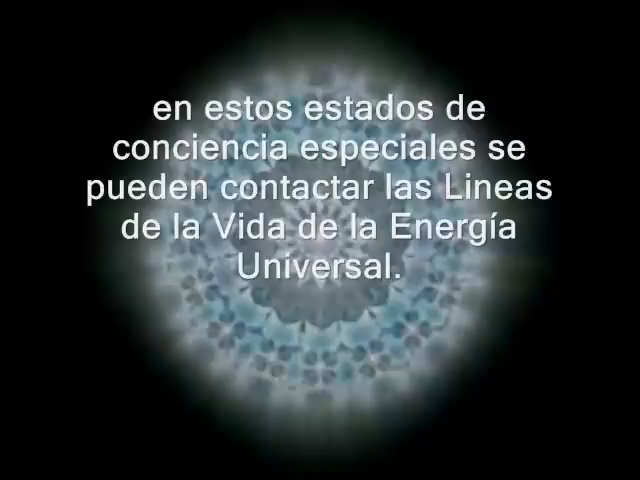 en estos estados de
conciencia especiales se
pueden contactar las Lineas
de la Vida de la Energía
Universal.